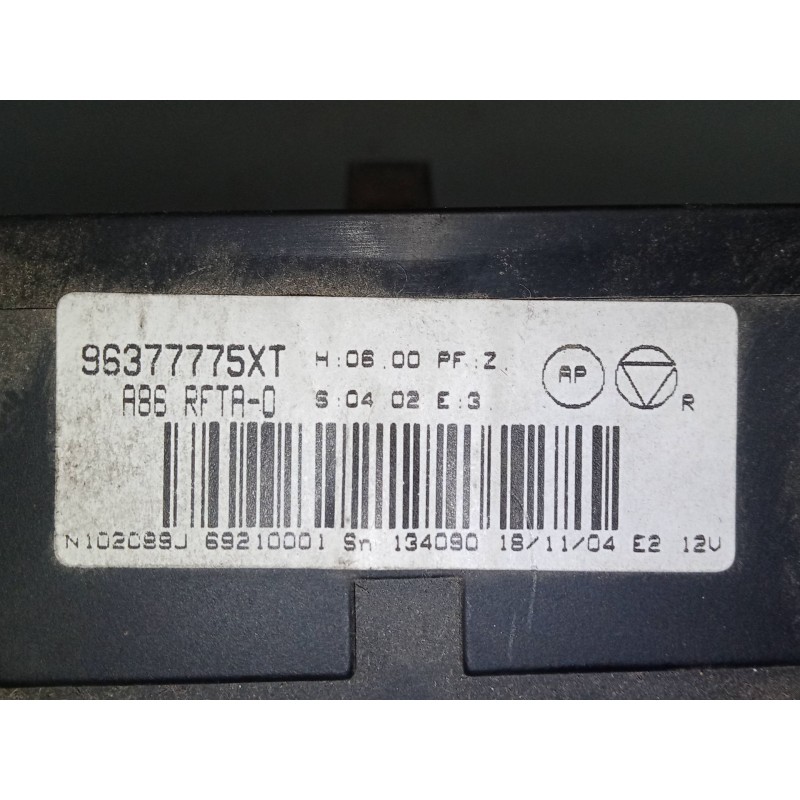 96377775XT H:06.00 PF:Z AP
A86 RFTA-0 S:04 02 E:3 R
N102089J 69210001 Sn 134090 18/11/04 E2 12V